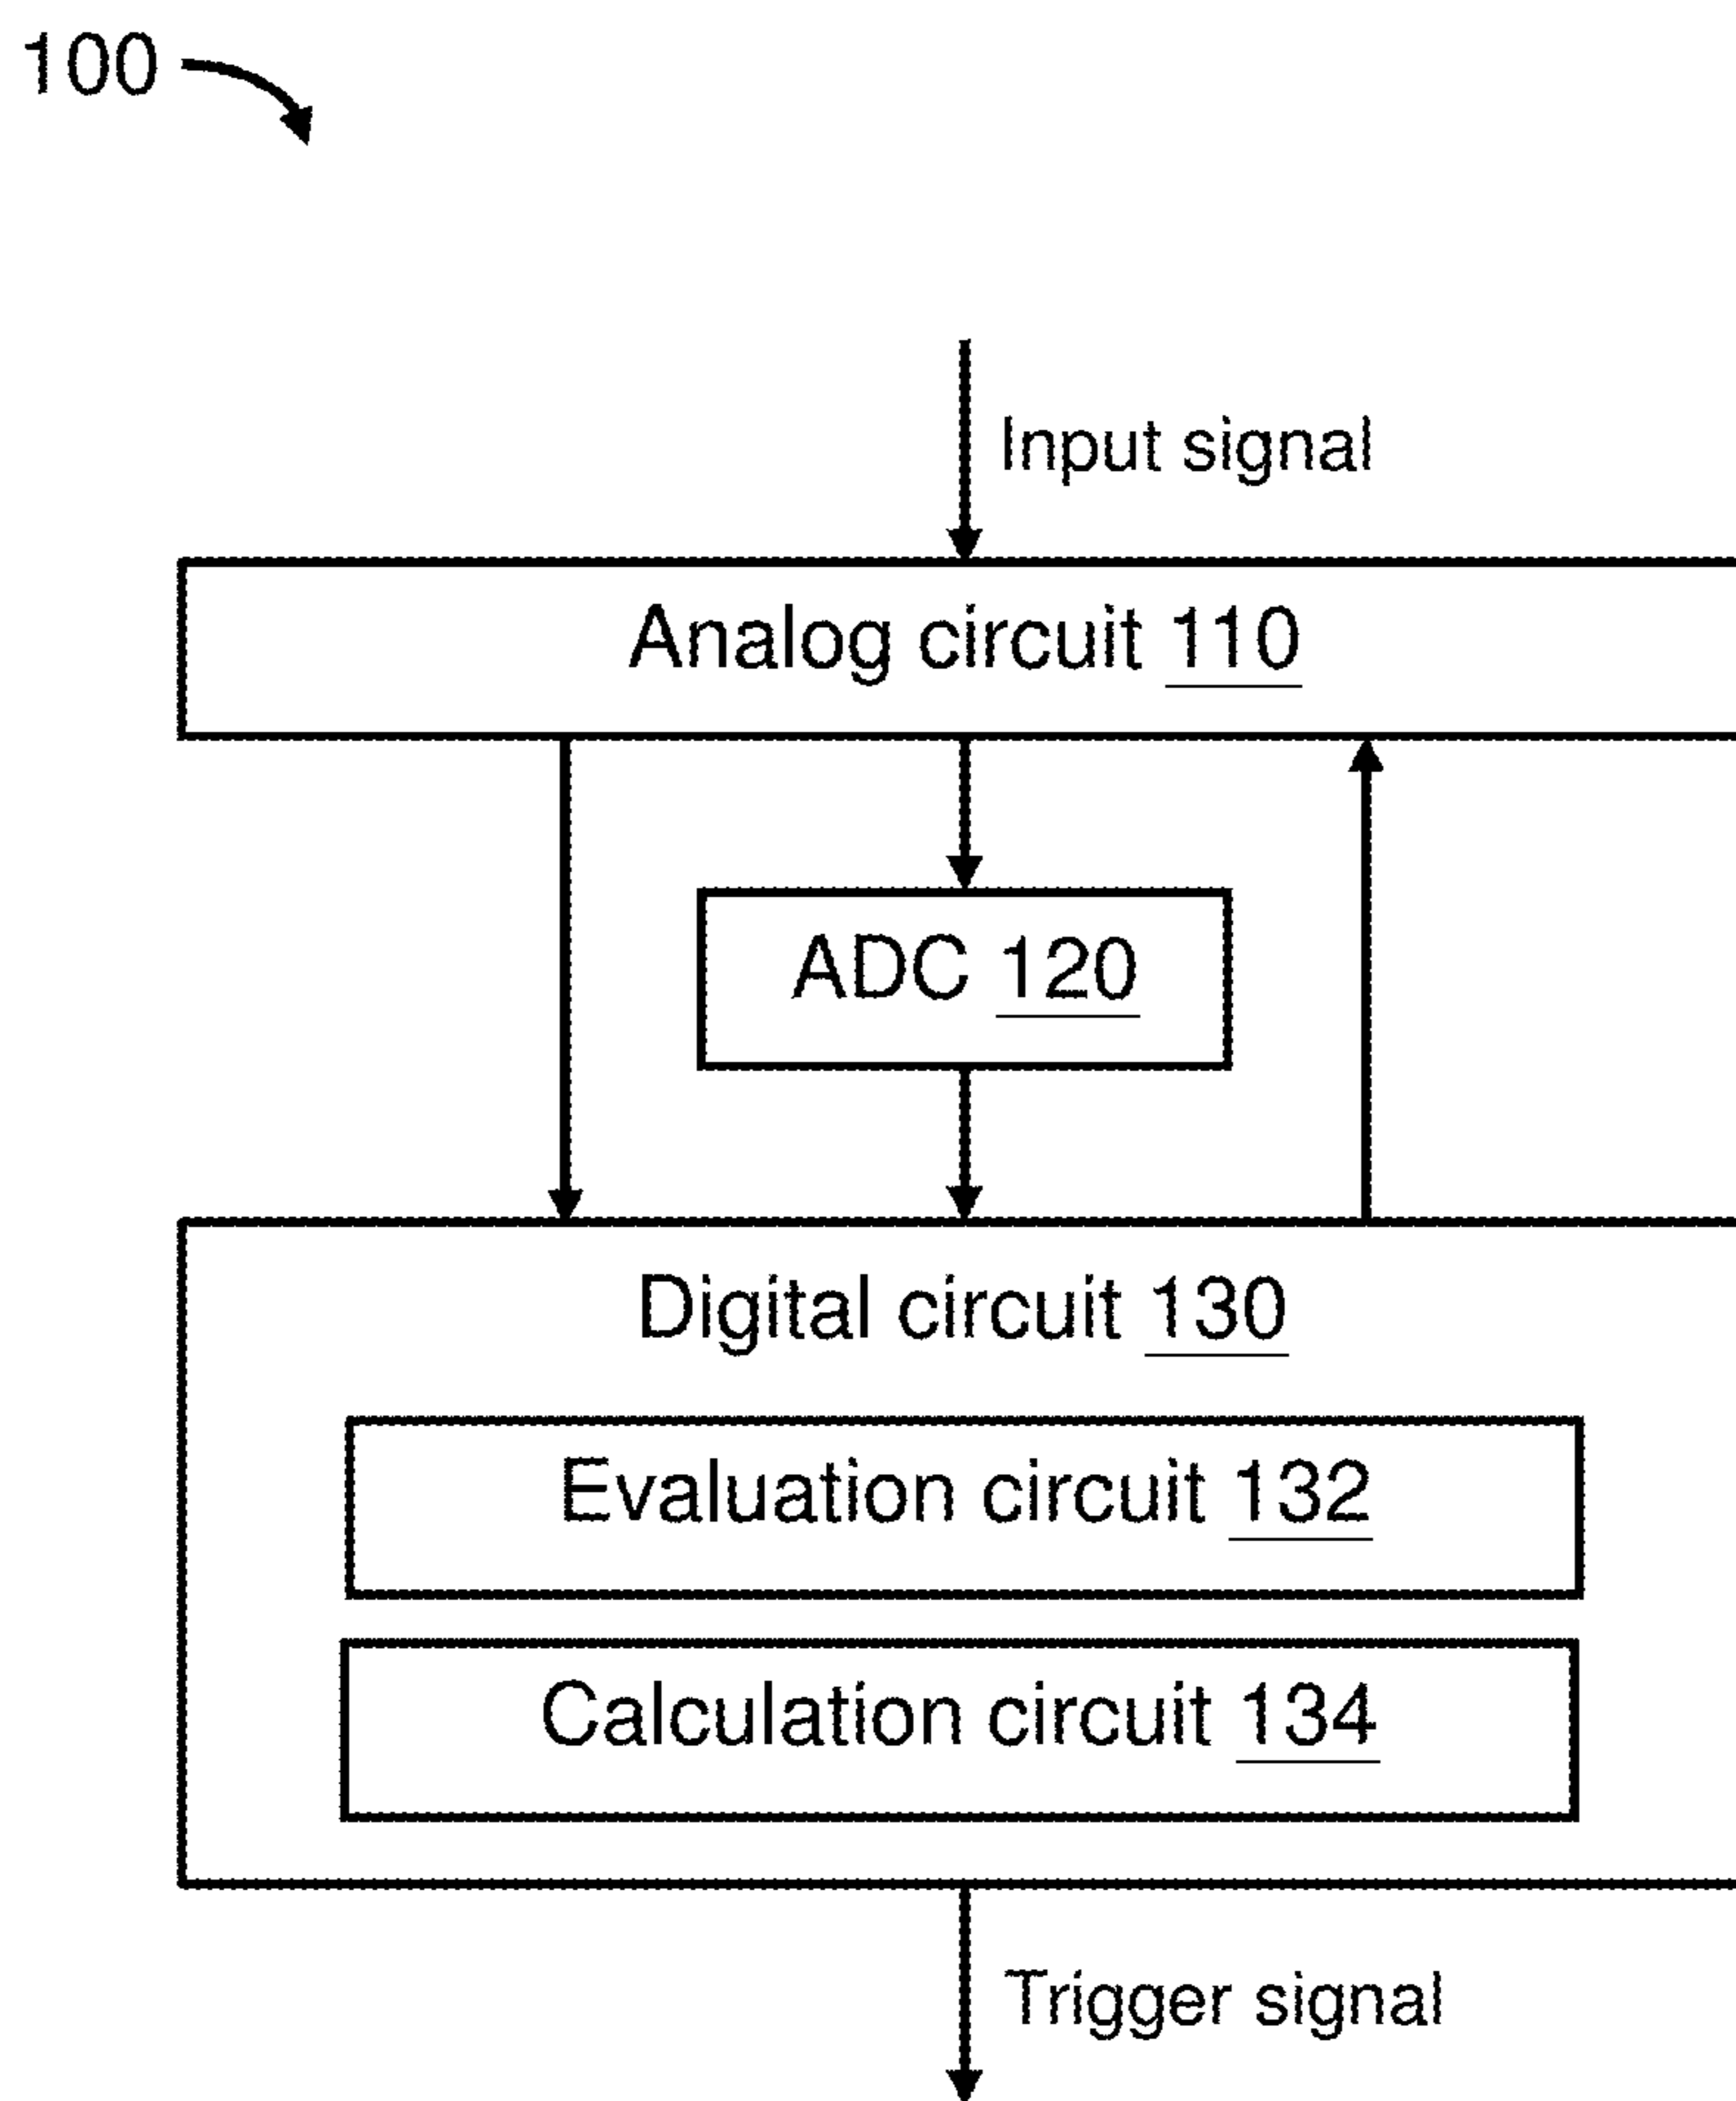 100
Input signal
Analog circuit 110
ADC 120
Digital circuit 130
Evaluation circuit 132
Calculation circuit 134
Trigger signal